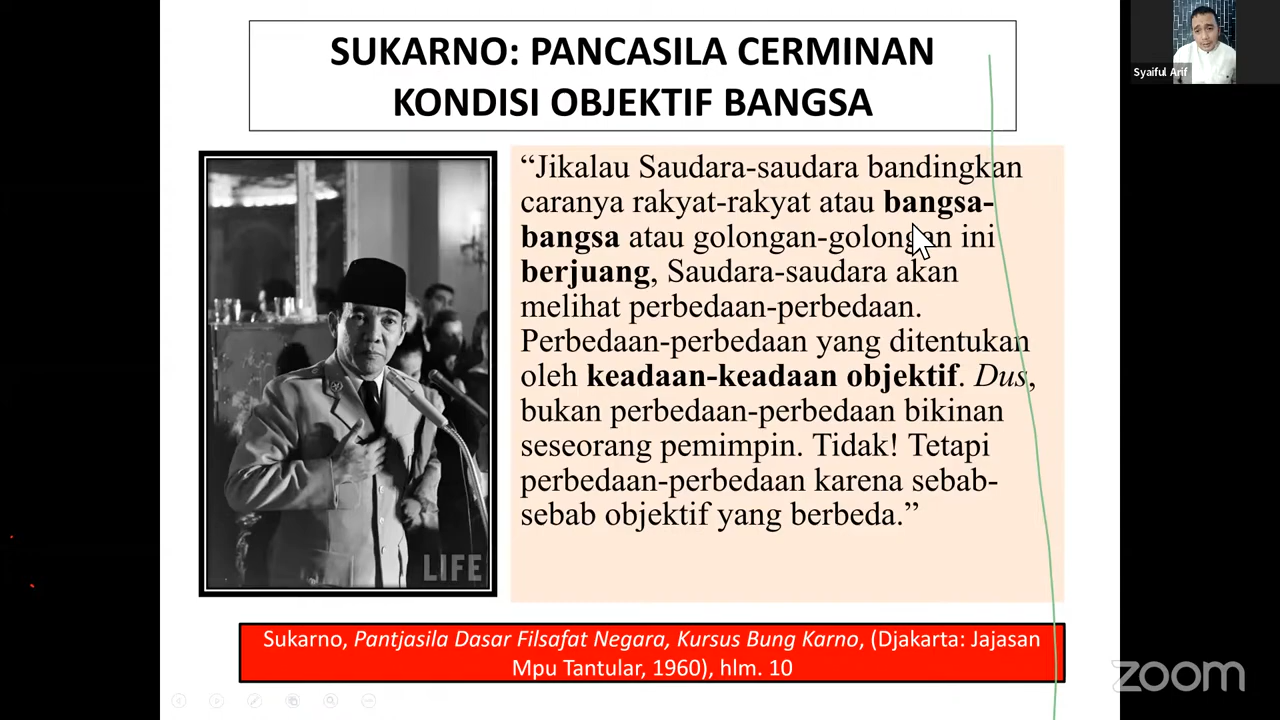 SUKARNO: PANCASILA CERMINAN
KONDISI OBJEKTIF BANGSA
Syaiful Arif
“Jikalau Saudara-saudara bandingkan
caranya rakyat-rakyat atau bangsa-
bangsa atau golongan-golongan ini
berjuang, Saudara-saudara akan
melihat perbedaan-perbedaan.
Perbedaan-perbedaan yang ditentukan
oleh keadaan-keadaan objektif. Dus,
bukan perbedaan-perbedaan bikinan
seseorang pemimpin. Tidak! Tetapi
perbedaan-perbedaan karena sebab-
sebab objektif yang berbeda.”
LIFE
Sukarno, Pantjasila Dasar Filsafat Negara, Kursus Bung Karno, (Djakarta: Jajasan
Mpu Tantular, 1960), hlm. 10
zoom